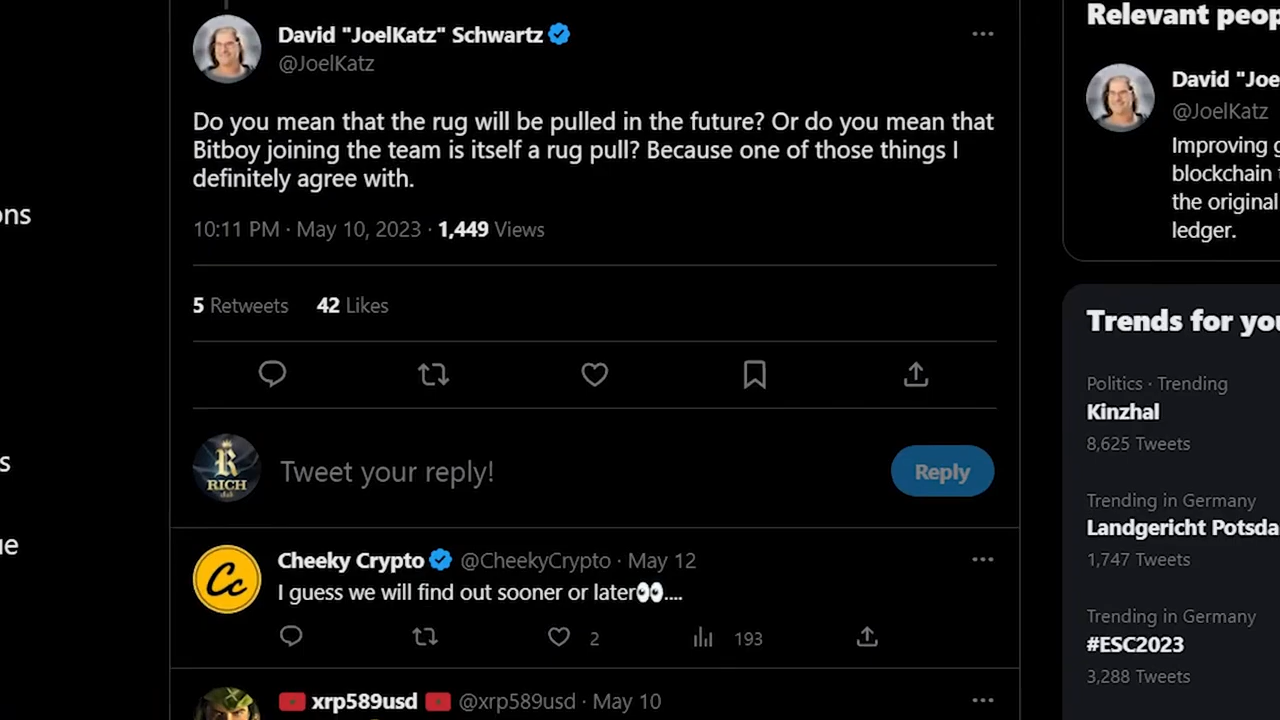 David "JoelKatz" Schwartz
@JoelKatz
Do you mean that the rug will be pulled in the future? Or do you mean that
Bitboy joining the team is itself a rug pull? Because one of those things I
definitely agree with.
10:11 PM · May 10, 2023 · 1,449 Views
5 Retweets 42 Likes
R
RICH
club
Tweet your reply!
Reply
Cc
Cheeky Crypto @CheekyCrypto · May 12
I guess we will find out sooner or later👀....
2 193
xrp589usd @xrp589usd · May 10
ons
s
ue
Relevant peop
David "Joe
@JoelKatz
Improving g
blockchain
the original
ledger.
Trends for you
Politics · Trending
Kinzhal
8,625 Tweets
Trending in Germany
Landgericht Potsda
1,747 Tweets
Trending in Germany
#ESC2023
3,288 Tweets